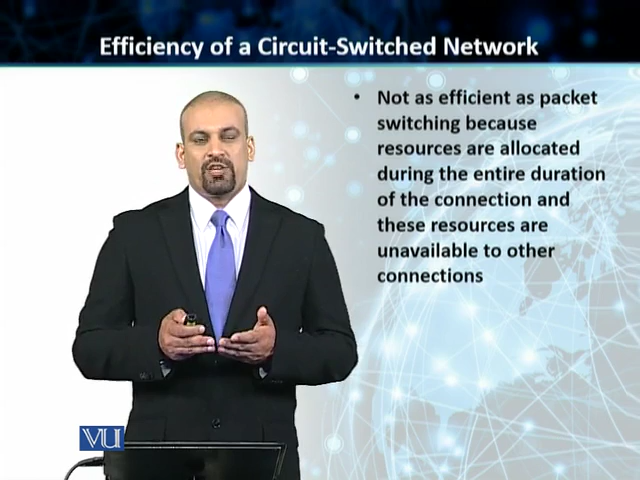 Efficiency of a Circuit-Switched Network
• Not as efficient as packet
switching because
resources are allocated
during the entire duration
of the connection and
these resources are
unavailable to other
connections
VU